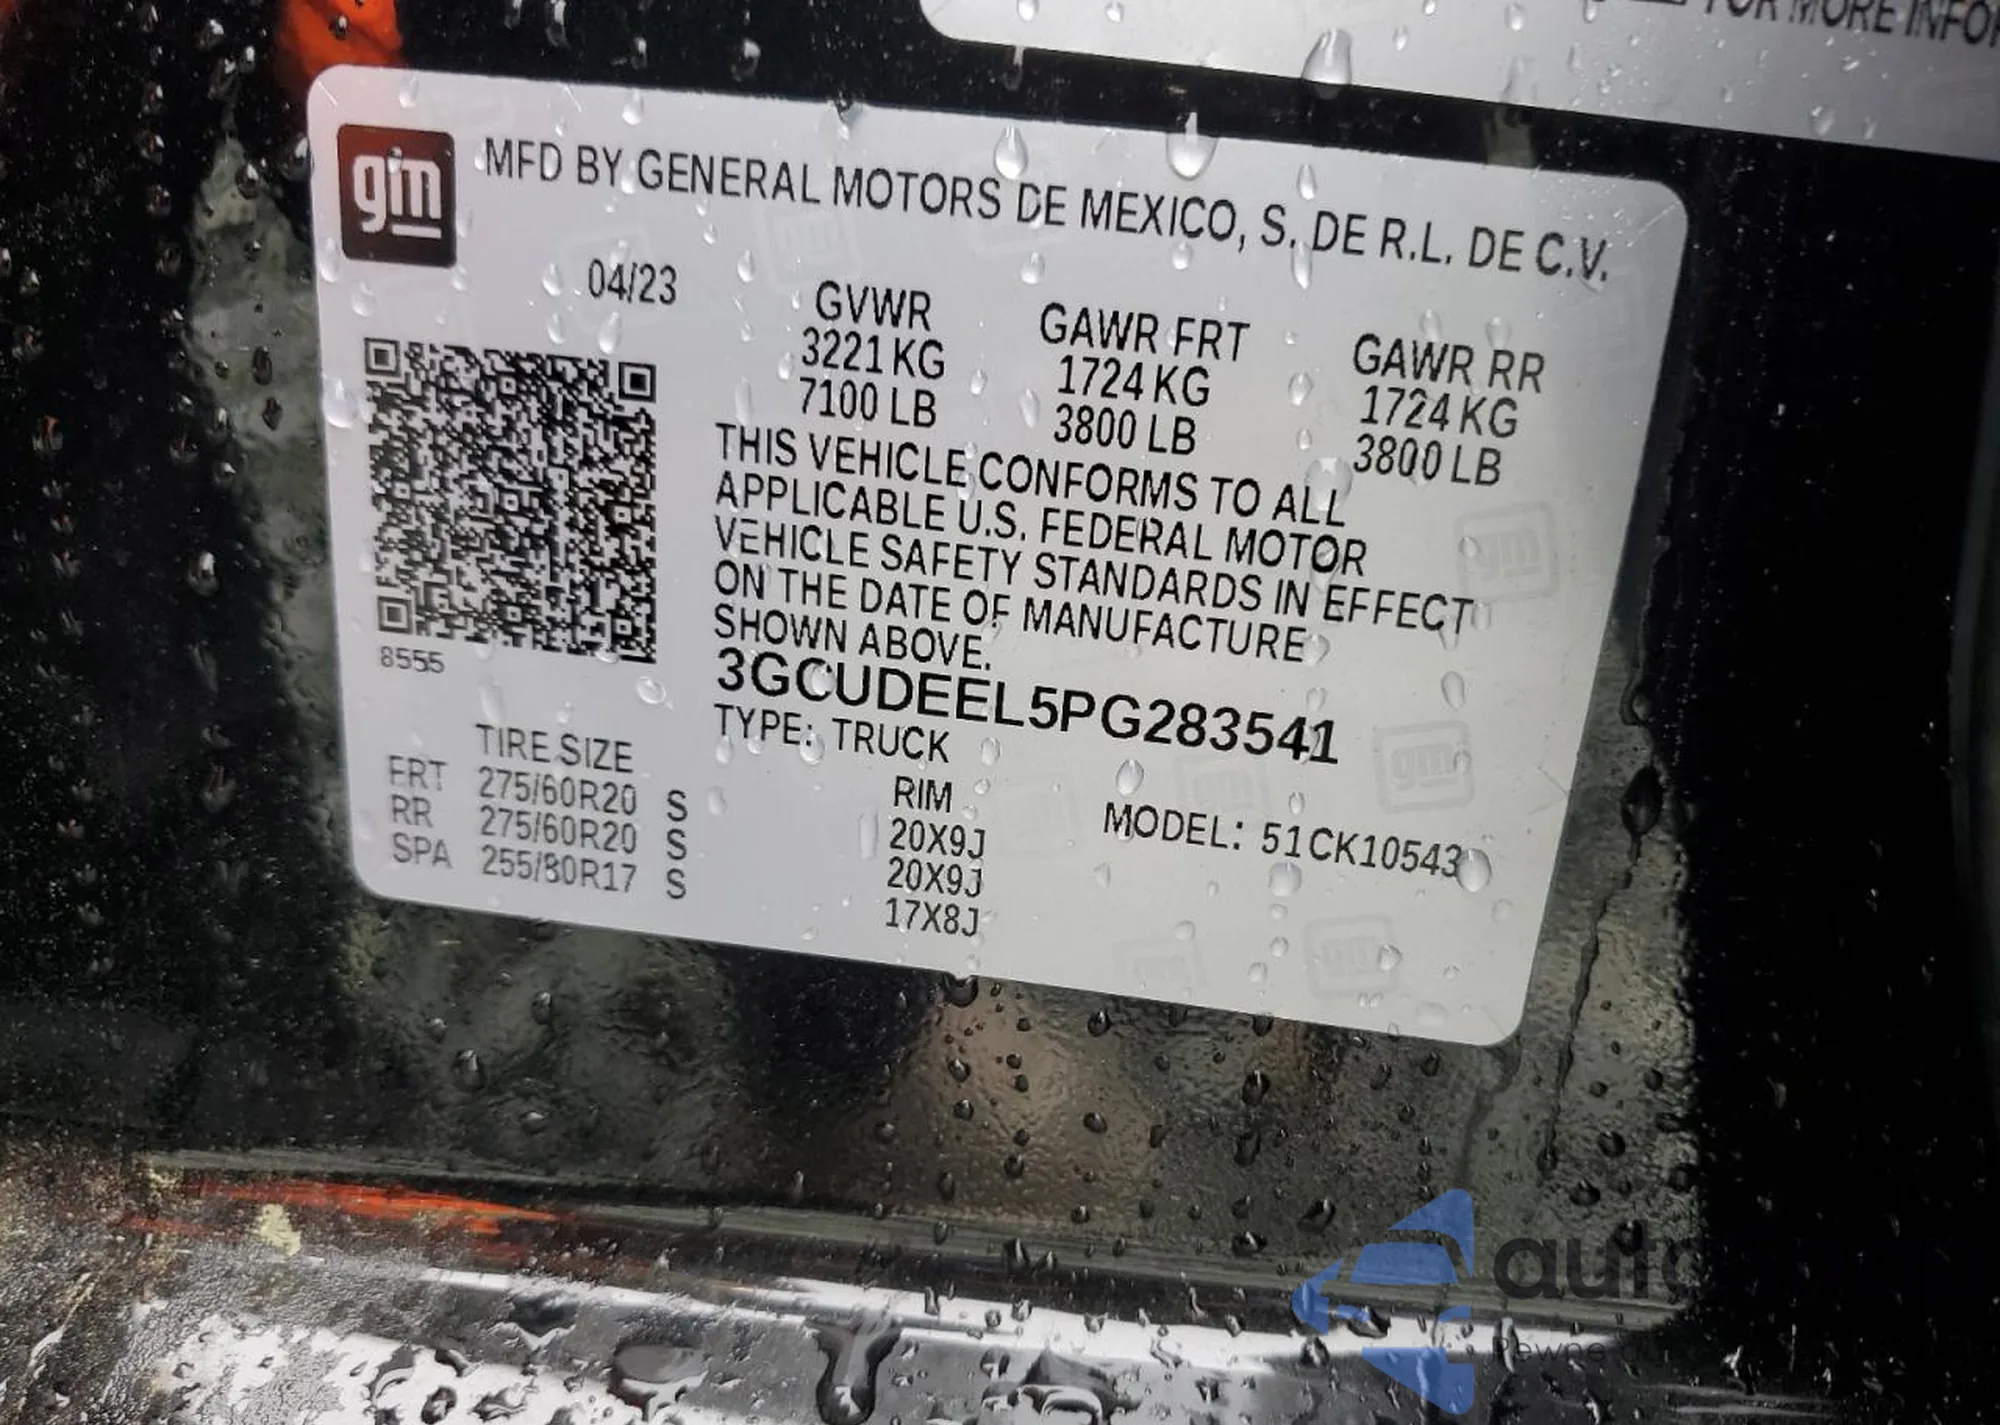 FOR MORE INFOR
gm
MFD BY GENERAL MOTORS DE MEXICO, S. DE R.L. DE C.V.
04/23
GVWR GAWR FRT GAWR RR
3221 KG 1724 KG 1724 KG
7100 LB 3800 LB 3800 LB
THIS VEHICLE CONFORMS TO ALL
APPLICABLE U.S. FEDERAL MOTOR
VEHICLE SAFETY STANDARDS IN EFFECT
ON THE DATE OF MANUFACTURE
SHOWN ABOVE.
8555
3GCUDEEL5PG283541
TYPE: TRUCK
TIRE SIZE RIM
FRT 275/60R20 S 20X9J
RR 275/60R20 S 20X9J
SPA 255/80R17 S 17X8J
MODEL: 51CK10543
auto